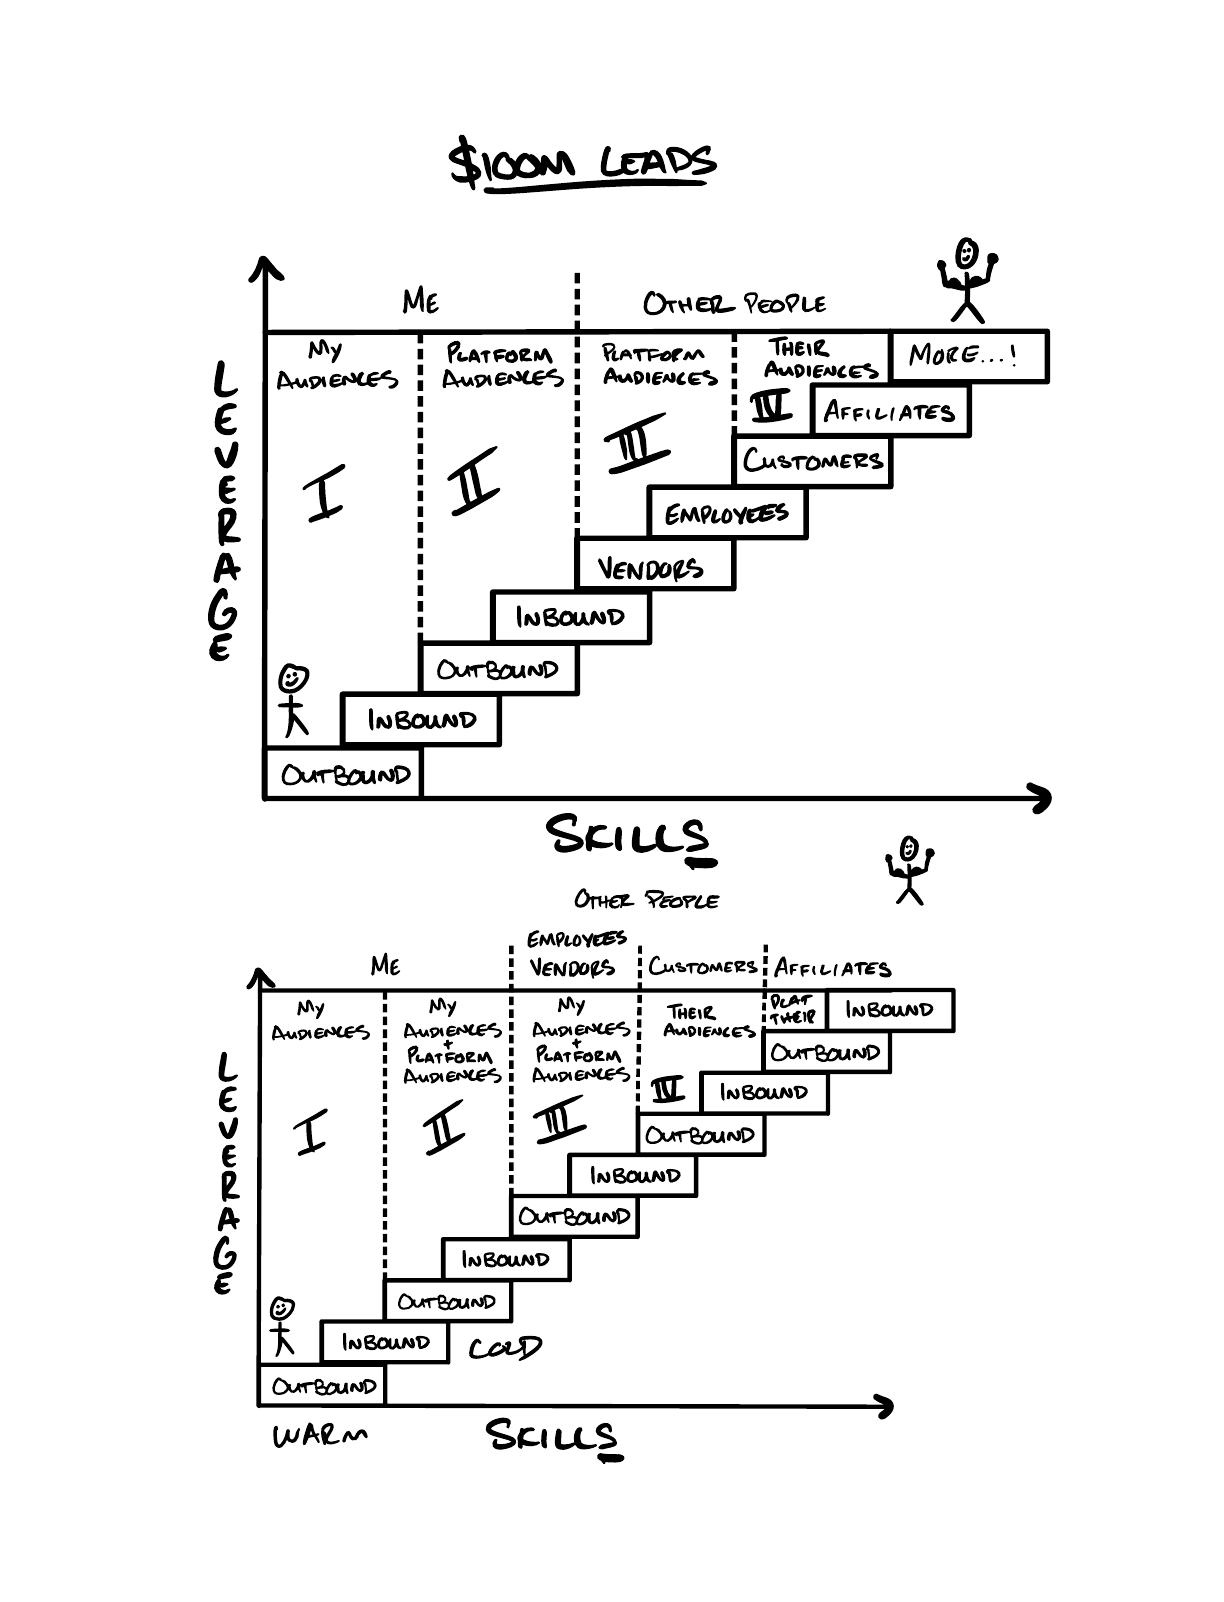 $100M LEADS
ME
OTHER PEOPLE
MY
AUDIENCES
PLATFORM
AUDIENCES
PLATFORM
AUDIENCES
THEIR
AUDIENCES
MORE...!
I
II
III
IV
AFFILIATES
CUSTOMERS
EMPLOYEES
VENDORS
INBOUND
OUTBOUND
INBOUND
OUTBOUND
LEVERAGE
SKILLS
OTHER PEOPLE
ME
EMPLOYEES
VENDORS
CUSTOMERS
AFFILIATES
MY
AUDIENCES
MY
AUDIENCES
+
PLATFORM
AUDIENCES
MY
AUDIENCES
+
PLATFORM
AUDIENCES
THEIR
AUDIENCES
PLAT
THEIR
INBOUND
OUTBOUND
I
II
III
IV
INBOUND
OUTBOUND
INBOUND
OUTBOUND
INBOUND
OUTBOUND
INBOUND
COLD
OUTBOUND
LEVERAGE
WARM
SKILLS